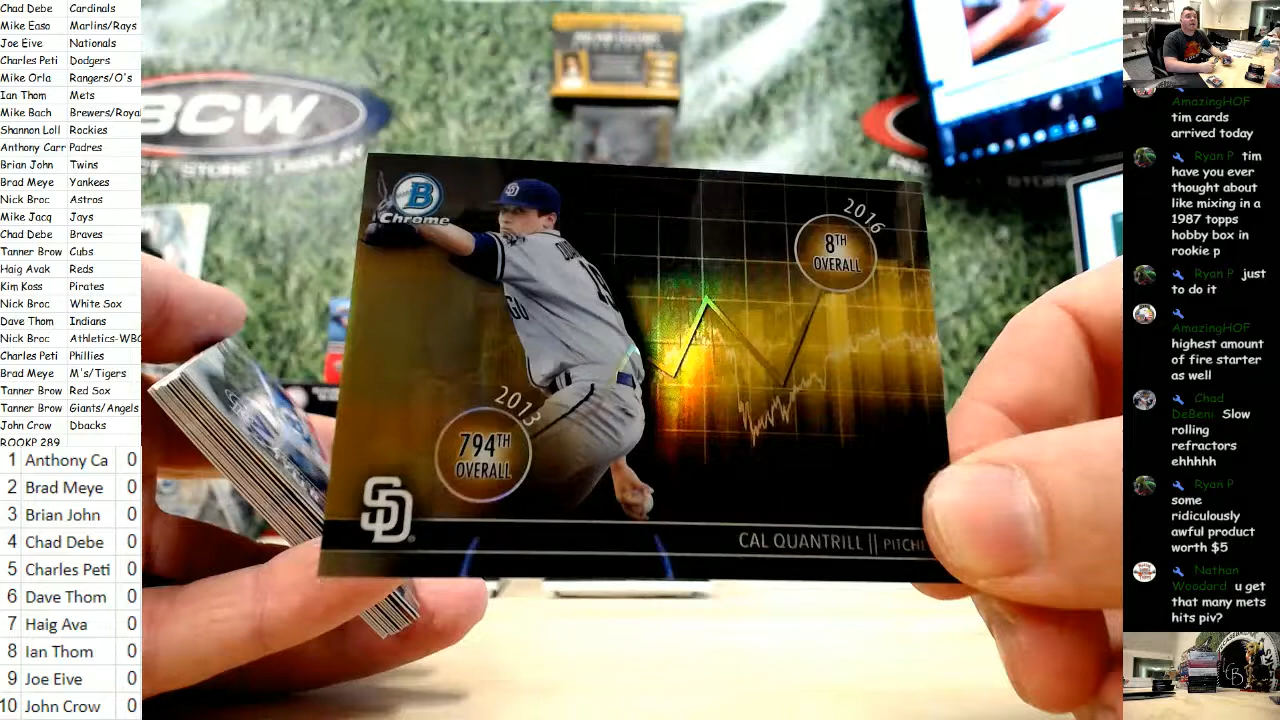 Chad Debe Cardinals
Mike Easo Marlins/Rays
Joe Eive Nationals
Charles Peti Dodgers
Mike Orla Rangers/O's
Ian Thom Mets
Mike Bach Brewers/Roya
Shannon Loll Rockies
Anthony Carr Padres
Brian John Twins
Brad Meye Yankees
Nick Broc Astros
Mike Jacq Jays
Chad Debe Braves
Tanner Brow Cubs
Haig Avak Reds
Kim Koss Pirates
Nick Broc White Sox
Dave Thom Indians
Nick Broc Athletics-WBC
Charles Peti Phillies
Brad Meye M's/Tigers
Tanner Brow Red Sox
Tanner Brow Giants/Angels
John Crow Dbacks
ROOKP 289
1 Anthony Ca 0
2 Brad Meye 0
3 Brian John 0
4 Chad Debe 0
5 Charles Peti 0
6 Dave Thom 0
7 Haig Ava 0
8 Ian Thom 0
9 Joe Eive 0
10 John Crow 0
BCW
B
Chrome
SD
2016
8TH
OVERALL
2013
794TH
OVERALL
SD
CAL QUANTRILL || PITCH
AmazingHOF
tim cards
arrived today
Ryan P tim
have you ever
thought about
like mixing in a
1987 topps
hobby box in
rookie p
Ryan P just
to do it
AmazingHOF
highest amount
of fire starter
as well
Chad
DeBeni Slow
rolling
refractors
ehhhhh
Ryan P
some
ridiculously
awful product
worth $5
Nathan
Woodard u get
that many mets
hits piv?